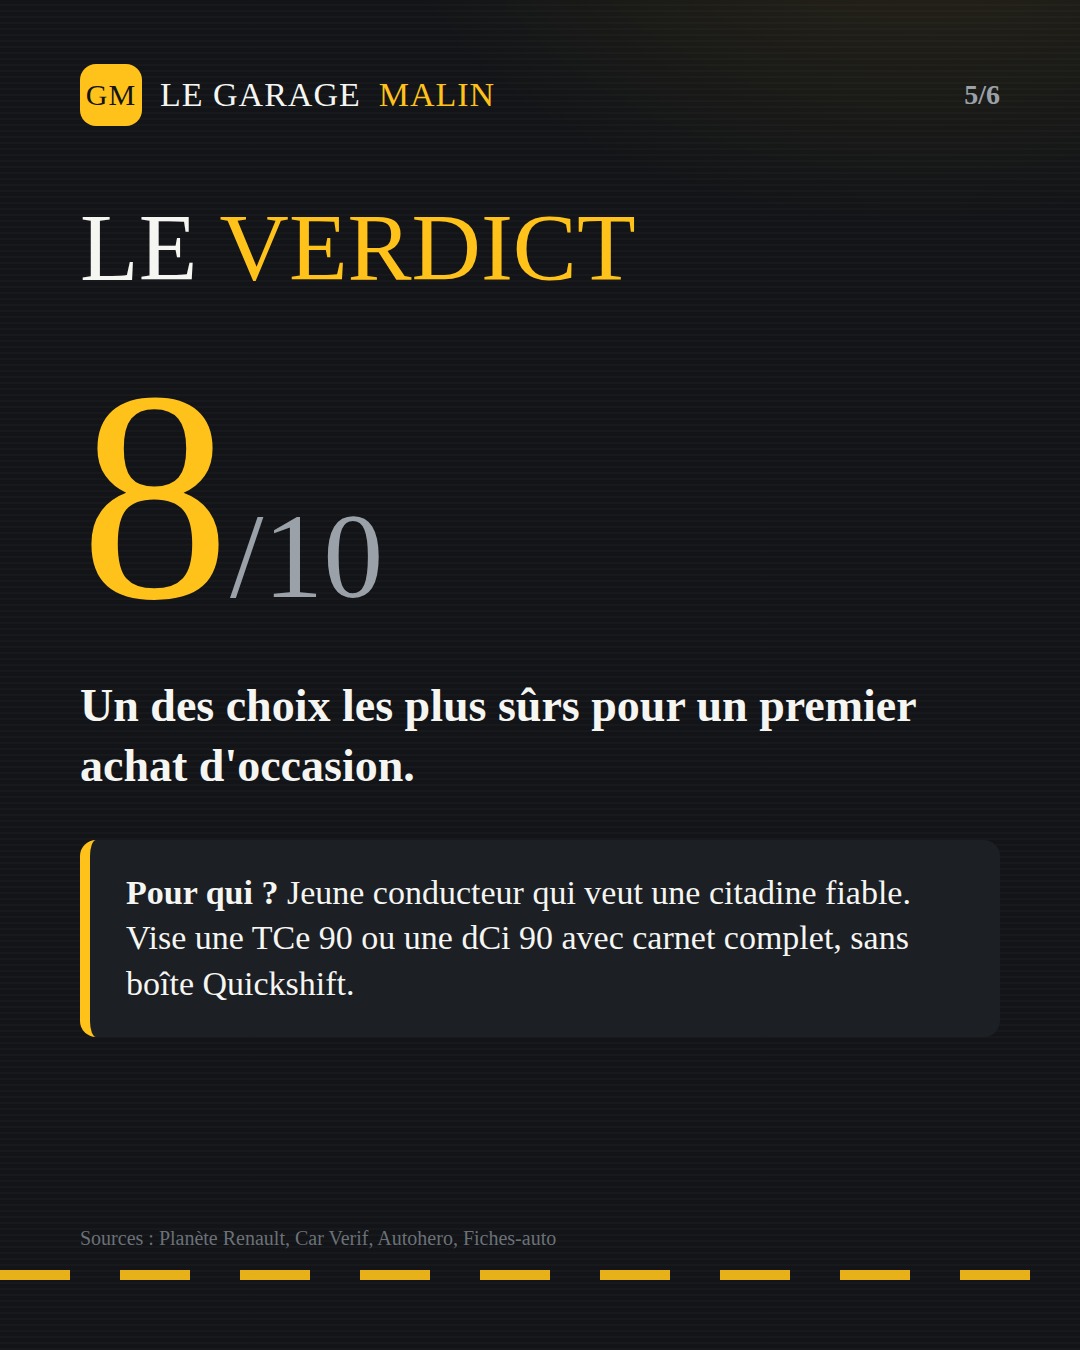 GM LE GARAGE MALIN 5/6
LE VERDICT
8/10
Un des choix les plus sûrs pour un premier
achat d'occasion.
Pour qui ? Jeune conducteur qui veut une citadine fiable.
Vise une TCe 90 ou une dCi 90 avec carnet complet, sans
boîte Quickshift.
Sources : Planète Renault, Car Verif, Autohero, Fiches-auto